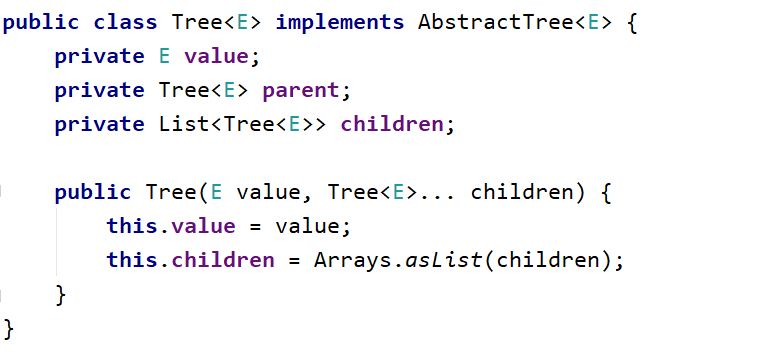 public class Tree<E> implements AbstractTree<E> {
    private E value;
    private Tree<E> parent;
    private List<Tree<E>> children;
    public Tree(E value, Tree<E>... children) {
        this.value = value;
        this.children = Arrays.asList(children);
    }
}